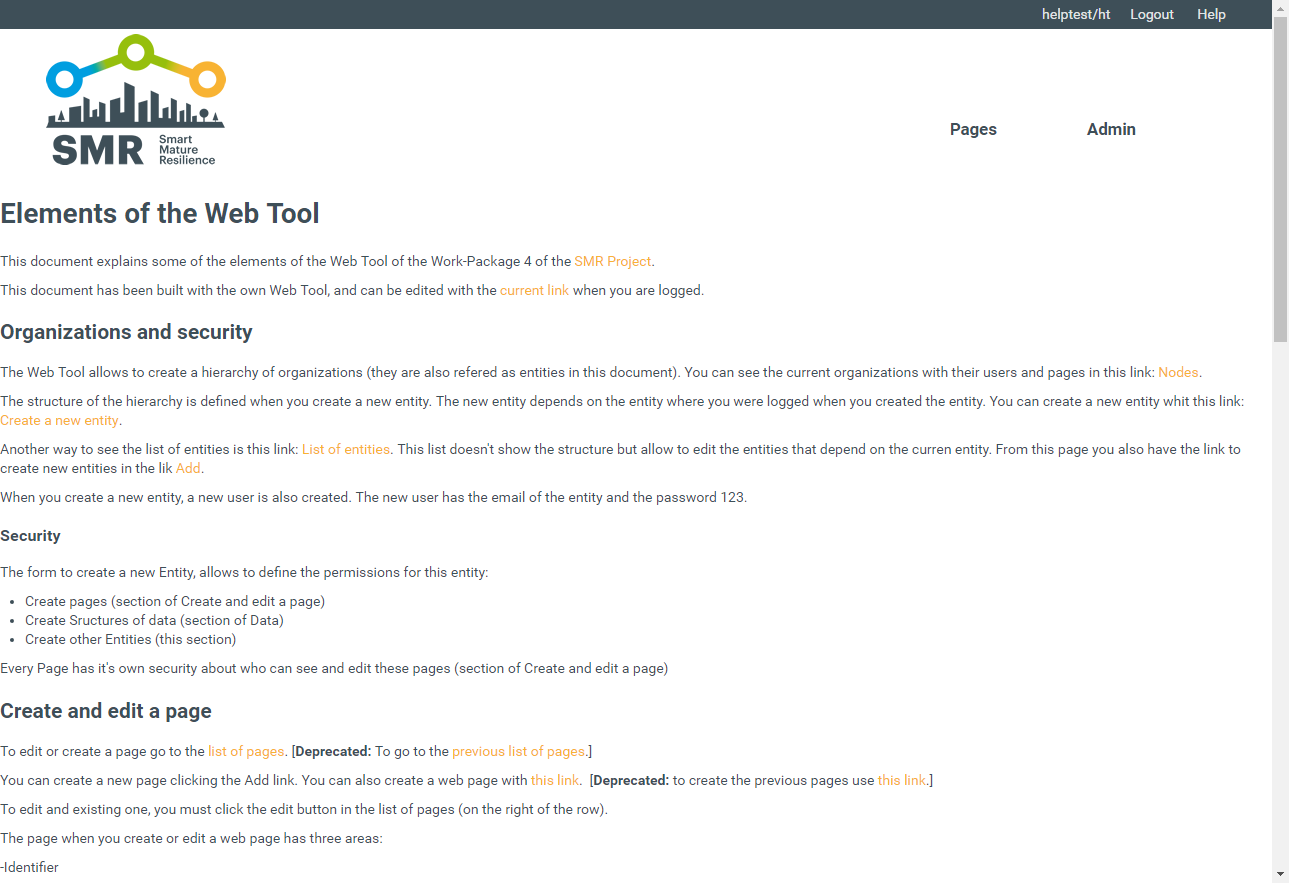 helptest/ht Logout Help
SMR Smart
Mature
Resilience
Pages Admin
Elements of the Web Tool
This document explains some of the elements of the Web Tool of the Work-Package 4 of the SMR Project.
This document has been built with the own Web Tool, and can be edited with the current link when you are logged.
Organizations and security
The Web Tool allows to create a hierarchy of organizations (they are also refered as entities in this document). You can see the current organizations with their users and pages in this link: Nodes.
The structure of the hierarchy is defined when you create a new entity. The new entity depends on the entity where you were logged when you created the entity. You can create a new entity whit this link:
Create a new entity.
Another way to see the list of entities is this link: List of entities. This list doesn't show the structure but allow to edit the entities that depend on the curren entity. From this page you also have the link to
create new entities in the lik Add.
When you create a new entity, a new user is also created. The new user has the email of the entity and the password 123.
Security
The form to create a new Entity, allows to define the permissions for this entity:
• Create pages (section of Create and edit a page)
• Create Sructures of data (section of Data)
• Create other Entities (this section)
Every Page has it's own security about who can see and edit these pages (section of Create and edit a page)
Create and edit a page
To edit or create a page go to the list of pages. [Deprecated: To go to the previous list of pages.]
You can create a new page clicking the Add link. You can also create a web page with this link. [Deprecated: to create the previous pages use this link.]
To edit and existing one, you must click the edit button in the list of pages (on the right of the row).
The page when you create or edit a web page has three areas:
-Identifier